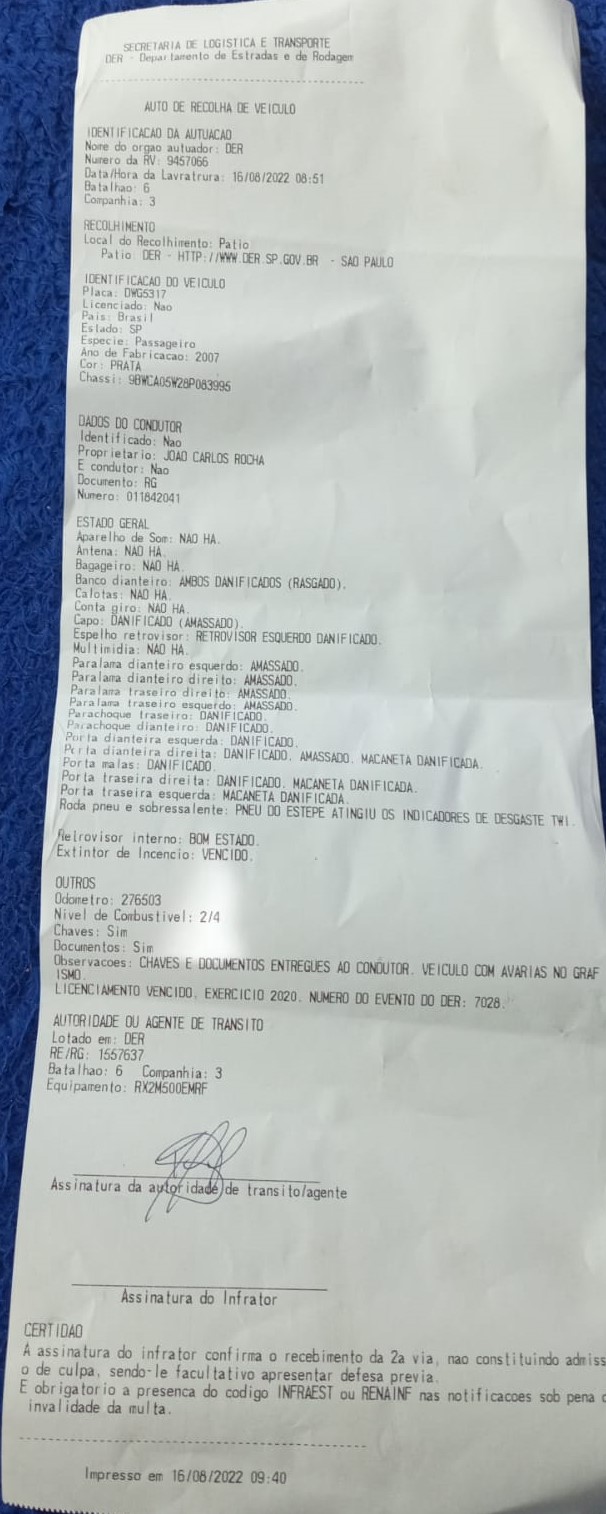 SECRETARIA DE LOGISTICA E TRANSPORTE
DER - Departamento de Estradas e de Rodagem
AUTO DE RECOLHA DE VEICULO
IDENTIFICACAO DA AUTUACAO
Nome do orgao autuador: DER
Numero da RV: 9457066
Data/Hora da Lavratrura: 16/08/2022 08:51
Batalhao: 6
Companhia: 3
RECOLHIMENTO
Local do Recolhimento: Patio
Patio DER - HTTP://WWW.DER.SP.GOV.BR - SAO PAULO
IDENTIFICACAO DO VEICULO
Placa: DWG5317
Licenciado: Nao
Pais: Brasil
Estado: SP
Especie: Passageiro
Ano de Fabricacao: 2007
Cor: PRATA
Chassi: 9BWCA05W28P083995
DADOS DO CONDUTOR
Identificado: Nao
Proprietario: JOAO CARLOS ROCHA
E condutor: Nao
Documento: RG
Numero: 011842041
ESTADO GERAL
Aparelho de Som: NAO HA.
Antena: NAO HA.
Bagageiro: NAO HA.
Banco dianteiro: AMBOS DANIFICADOS (RASGADO).
Calotas: NAO HA.
Conta giro: NAO HA.
Capo: DANIFICADO (AMASSADO).
Espelho retrovisor: RETROVISOR ESQUERDO DANIFICADO.
Multimidia: NAO HA.
Paralama dianteiro esquerdo: AMASSADO.
Paralama dianteiro direito: AMASSADO.
Paralama traseiro direito: AMASSADO.
Paralama traseiro esquerdo: AMASSADO.
Parachoque traseiro: DANIFICADO.
Parachoque dianteiro: DANIFICADO.
Porta dianteira esquerda: DANIFICADO.
Porta dianteira direita: DANIFICADO. AMASSADO. MACANETA DANIFICADA.
Porta malas: DANIFICADO.
Porta traseira direita: DANIFICADO. MACANETA DANIFICADA.
Porta traseira esquerda: MACANETA DANIFICADA.
Roda pneu e sobressalente: PNEU DO ESTEPE ATINGIU OS INDICADORES DE DESGASTE TWI.
Retrovisor interno: BOM ESTADO.
Extintor de Incencio: VENCIDO.
OUTROS
Odometro: 276503
Nivel de Combustivel: 2/4
Chaves: Sim
Documentos: Sim
Observacoes: CHAVES E DOCUMENTOS ENTREGUES AO CONDUTOR. VEICULO COM AVARIAS NO GRAF
ISMO.
LICENCIAMENTO VENCIDO, EXERCICIO 2020. NUMERO DO EVENTO DO DER: 7028.
AUTORIDADE OU AGENTE DE TRANSITO
Lotado em: DER
RE/RG: 1557637
Batalhao: 6 Companhia: 3
Equipamento: RX2M500EMRF
Assinatura da autoridade de transito/agente
Assinatura do Infrator
CERTIDAO
A assinatura do infrator confirma o recebimento da 2a via, nao constituindo admiss
o de culpa, sendo-le facultativo apresentar defesa previa.
E obrigatorio a presenca do codigo INFRAEST ou RENAINF nas notificacoes sob pena
invalidade da multa.
Impresso em 16/08/2022 09:40